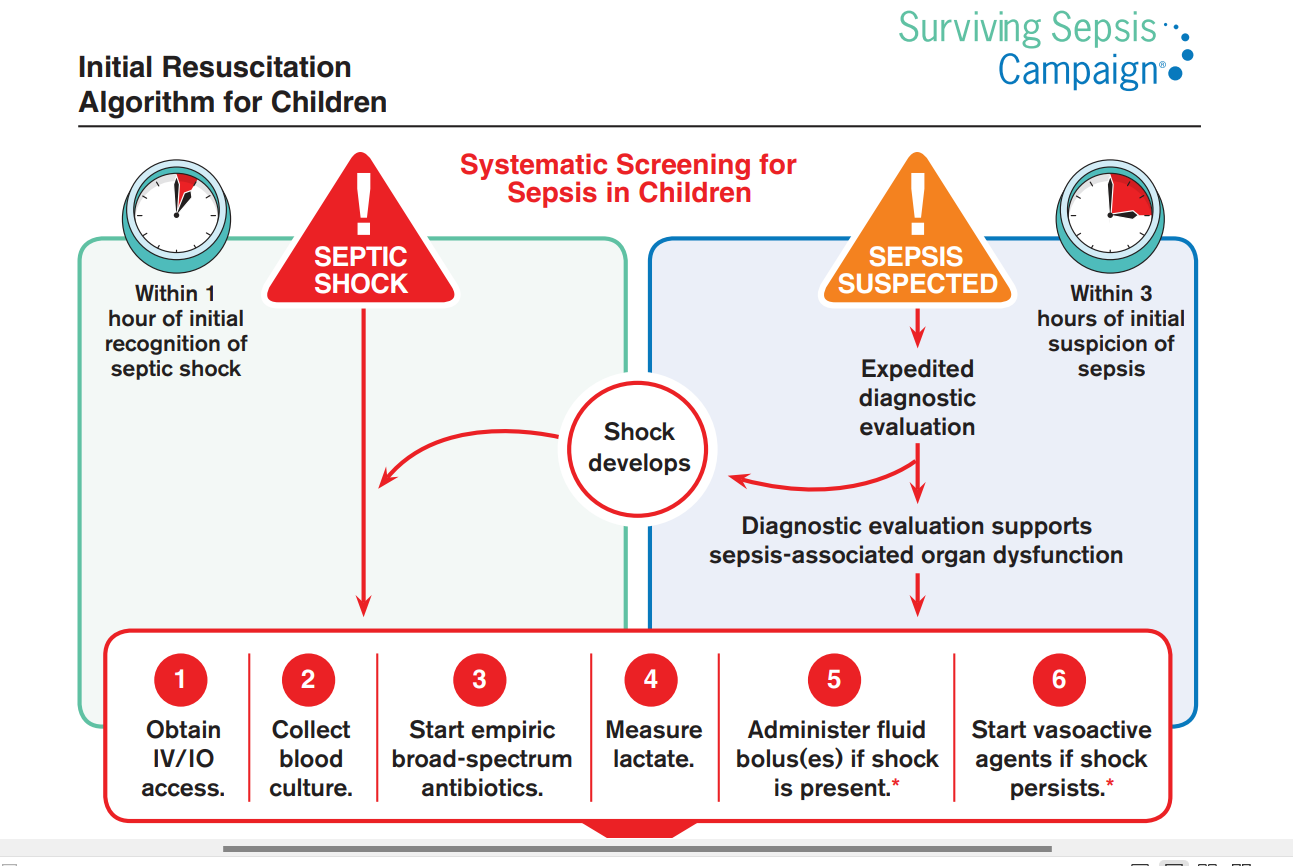 Surviving Sepsis
Campaign®
Initial Resuscitation
Algorithm for Children
Systematic Screening for
Sepsis in Children
!
SEPTIC
SHOCK
!
SEPSIS
SUSPECTED
Within 1
hour of initial
recognition of
septic shock
Within 3
hours of initial
suspicion of
sepsis
Expedited
diagnostic
evaluation
Shock
develops
Diagnostic evaluation supports
sepsis-associated organ dysfunction
1
Obtain
IV/IO
access.
2
Collect
blood
culture.
3
Start empiric
broad-spectrum
antibiotics.
4
Measure
lactate.
5
Administer fluid
bolus(es) if shock
is present.*
6
Start vasoactive
agents if shock
persists.*